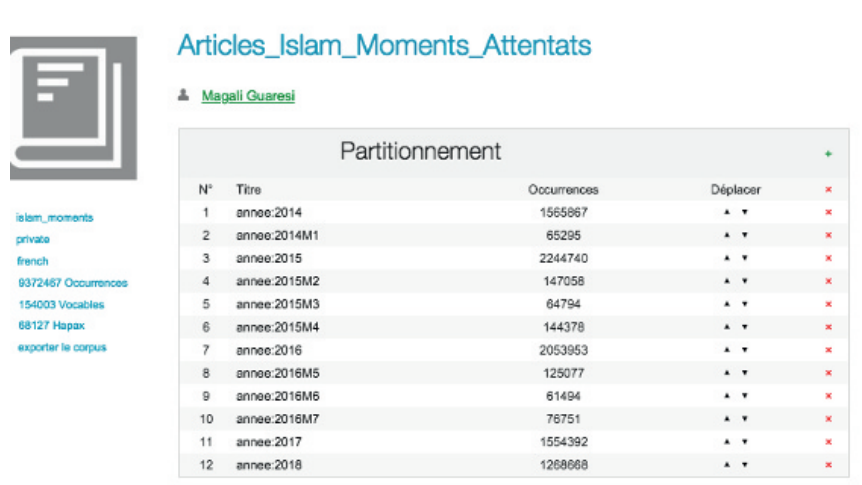 Articles_Islam_Moments_Attentats
Magali Guaresi
islam_moments
private
french
9372467 Occurrences
154003 Vocables
68127 Hapax
exporter le corpus
Partitionnement +
N° Titre Occurrences Déplacer ×
1 annee:2014 1565867 ▲ ▼ ×
2 annee:2014M1 65295 ▲ ▼ ×
3 annee:2015 2244740 ▲ ▼ ×
4 annee:2015M2 147058 ▲ ▼ ×
5 annee:2015M3 64794 ▲ ▼ ×
6 annee:2015M4 144378 ▲ ▼ ×
7 annee:2016 2053953 ▲ ▼ ×
8 annee:2016M5 125077 ▲ ▼ ×
9 annee:2016M6 61494 ▲ ▼ ×
10 annee:2016M7 76751 ▲ ▼ ×
11 annee:2017 1554392 ▲ ▼ ×
12 annee:2018 1268668 ▲ ▼ ×